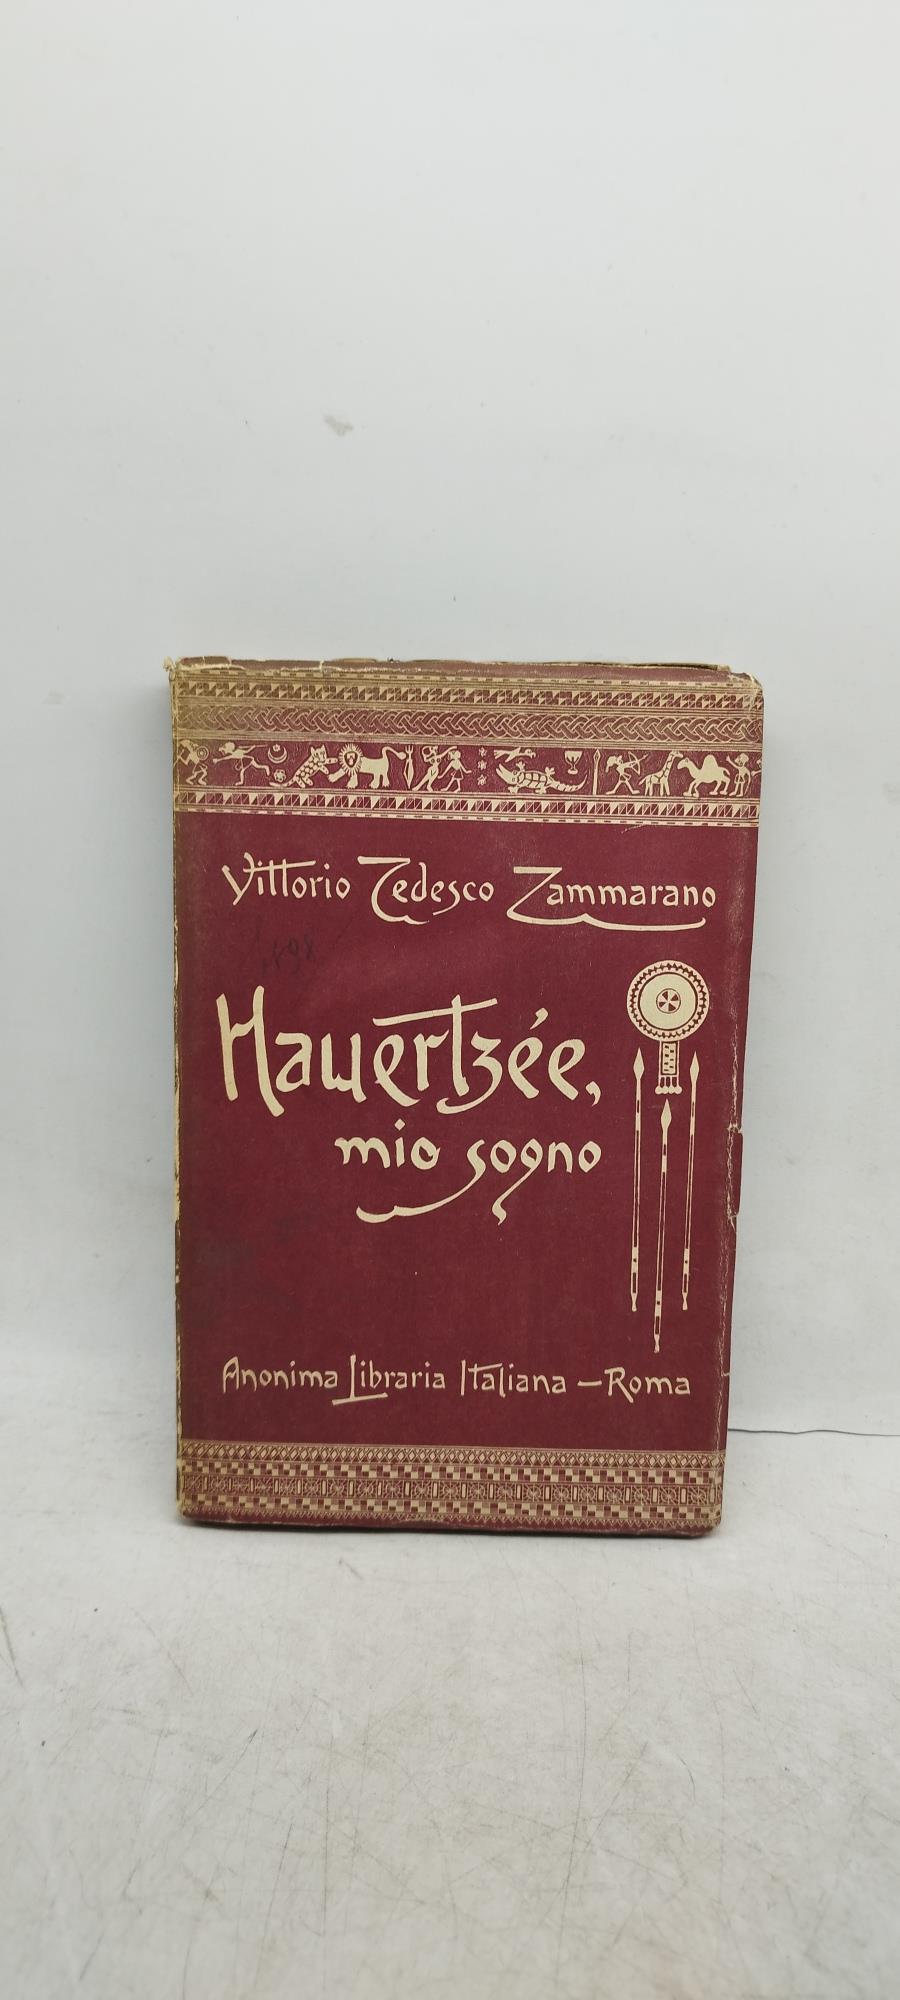 Vittorio Tedesco Zammarano
Hauertzée,
mio sogno
Anonima Libraria Italiana – Roma